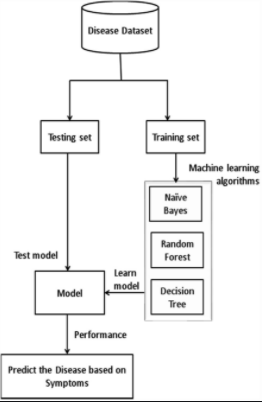 Disease Dataset
Testing set
Training set
Machine learning
algorithms
Naïve
Bayes
Random
Forest
Decision
Tree
Test model
Learn
model
Model
Performance
Predict the Disease based on
Symptoms